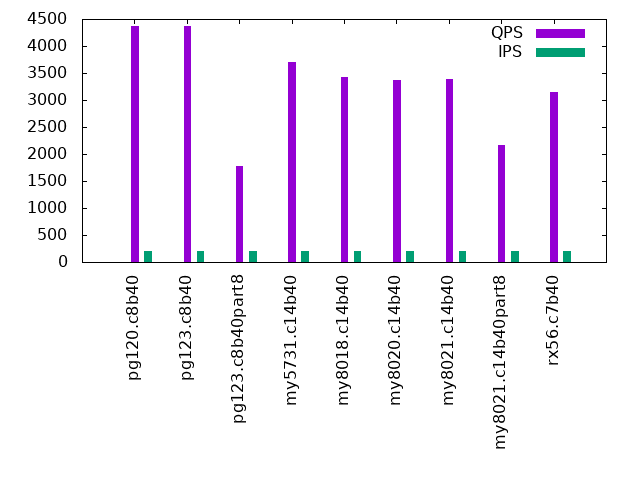 4500
4000
3500
3000
2500
2000
1500
1000
500
0
QPS
IPS
pg120.c8b40
pg123.c8b40
pg123.c8b40part8
my5731.c14b40
my8018.c14b40
my8020.c14b40
my8021.c14b40
my8021.c14b40part8
rx56.c7b40